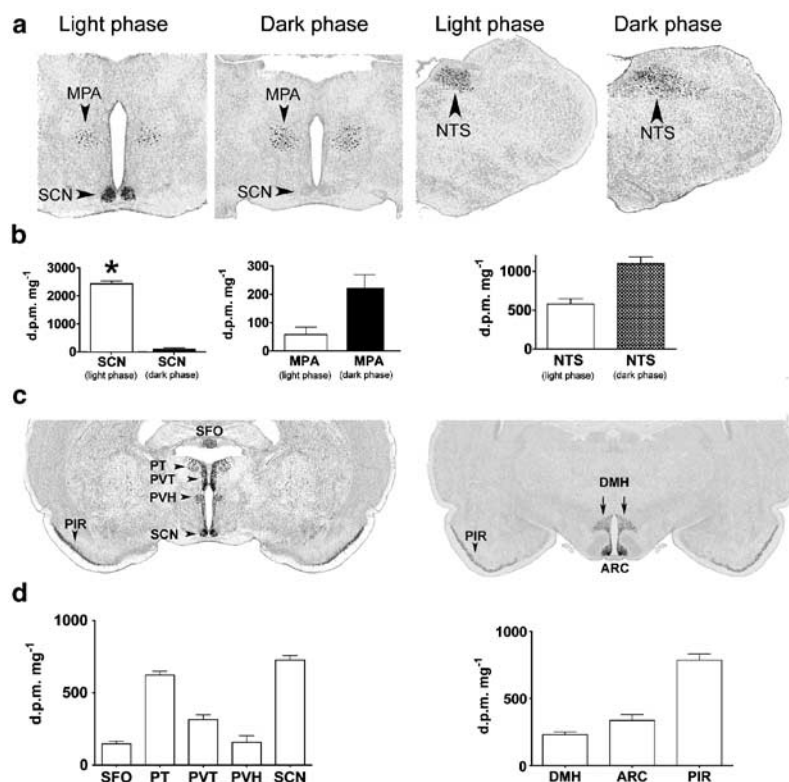 a
Light phase
Dark phase
Light phase
Dark phase
MPA
SCN
MPA
SCN
NTS
NTS
b
d.p.m. mg-1
3000
2000
1000
0
*
SCN
(light phase)
SCN
(dark phase)
d.p.m. mg-1
300
200
100
0
MPA
(light phase)
MPA
(dark phase)
d.p.m. mg-1
1000
500
0
NTS
(light phase)
NTS
(dark phase)
c
SFO
PT
PVT
PVH
PIR
SCN
DMH
PIR
ARC
d
d.p.m. mg-1
1000
500
0
SFO PT PVT PVH SCN
d.p.m. mg-1
1000
500
0
DMH ARC PIR